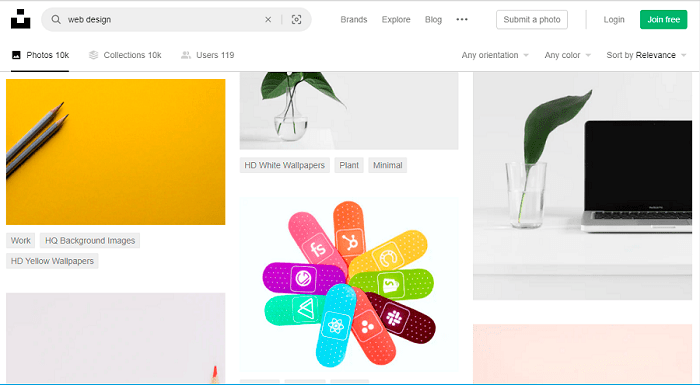 web design
Brands Explore Blog
Submit a photo
Login
Join free
Photos 10k Collections 10k Users 119
Any orientation Any color Sort by Relevance
HD White Wallpapers Plant Minimal
Work HQ Background Images
HD Yellow Wallpapers
fs